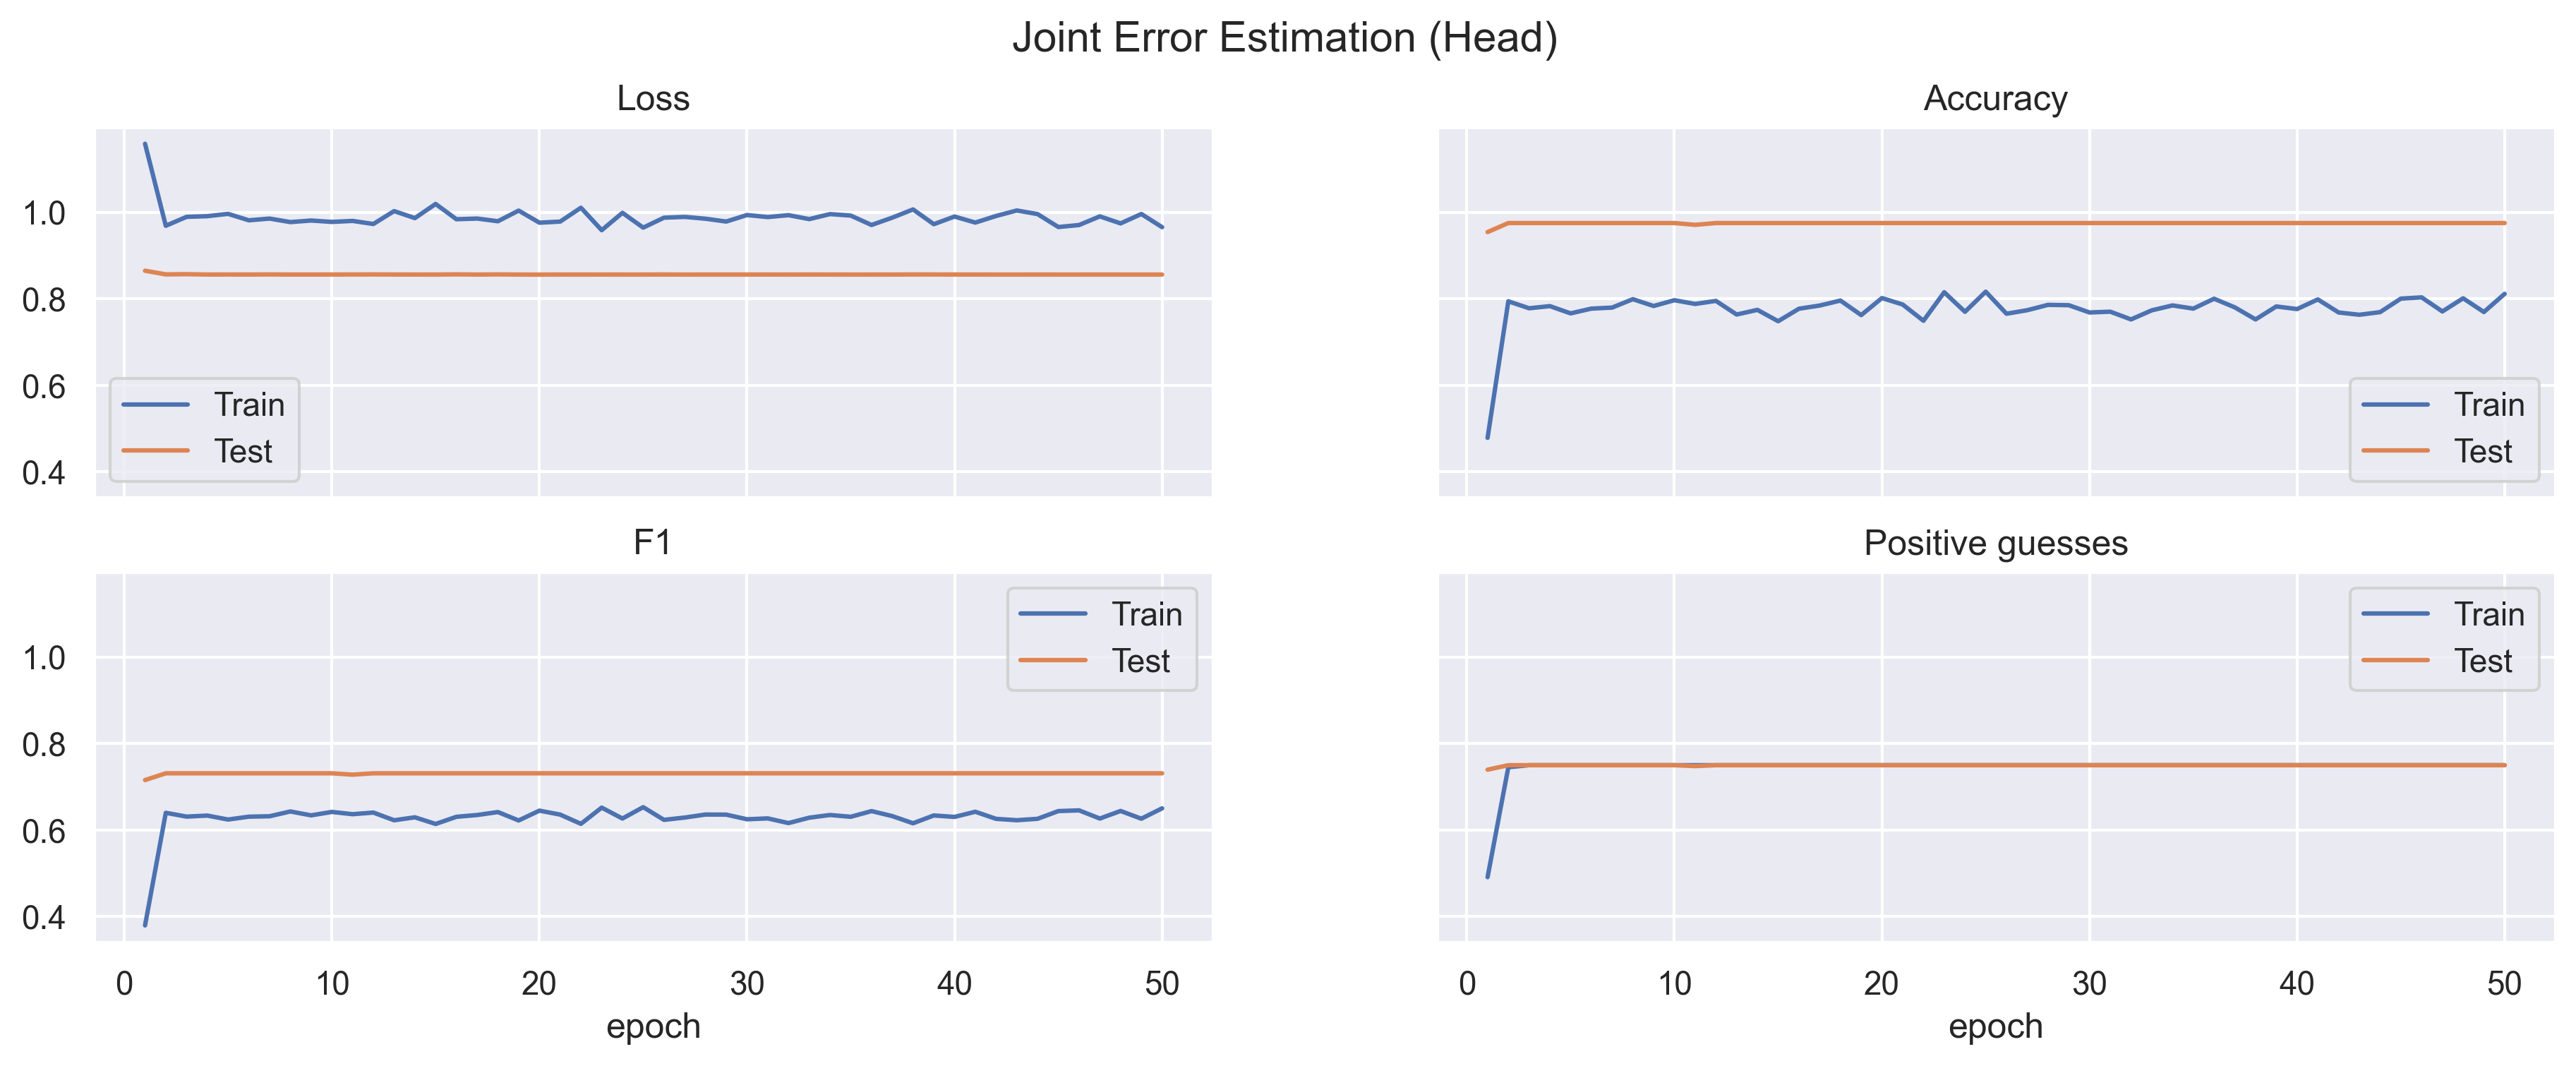 Joint Error Estimation (Head)
Loss
1.0
0.8
0.6
0.4
Train
Test
Accuracy
Train
Test
F1
1.0
0.8
0.6
0.4
Train
Test
0 10 20 30 40 50
epoch
Positive guesses
Train
Test
0 10 20 30 40 50
epoch